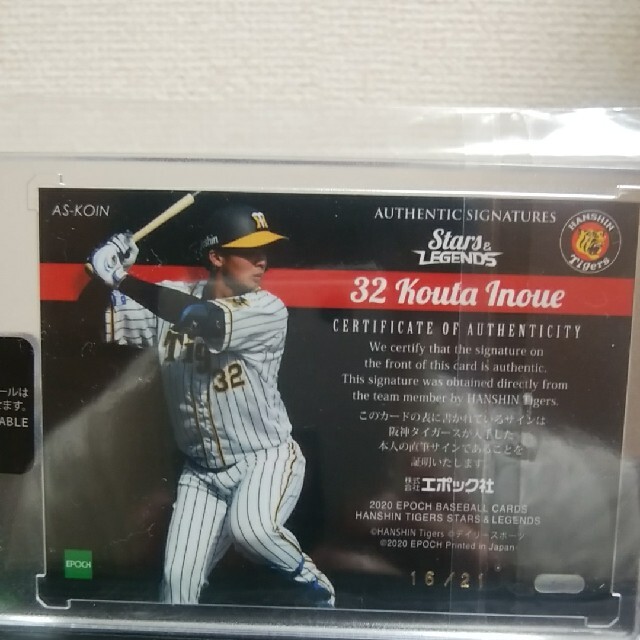 AS-KOIN
AUTHENTIC SIGNATURES
Stars & LEGENDS
HANSHIN Tigers
32 Kouta Inoue
CERTIFICATE OF AUTHENTICITY
We certify that the signature on
the front of this card is authentic.
This signature was obtained directly from
the team member by HANSHIN Tigers.
このカードの表に書かれているサインは
阪神タイガースが入手した
本人の直筆サインであることを
証明いたします。
株式会社エポック社
2020 EPOCH BASEBALL CARDS
HANSHIN TIGERS STARS & LEGENDS
©HANSHIN Tigers ©デイリースポーツ
©2020 EPOCH Printed in Japan
16/21
EPOCH
32
ールは
ます。
ABLE